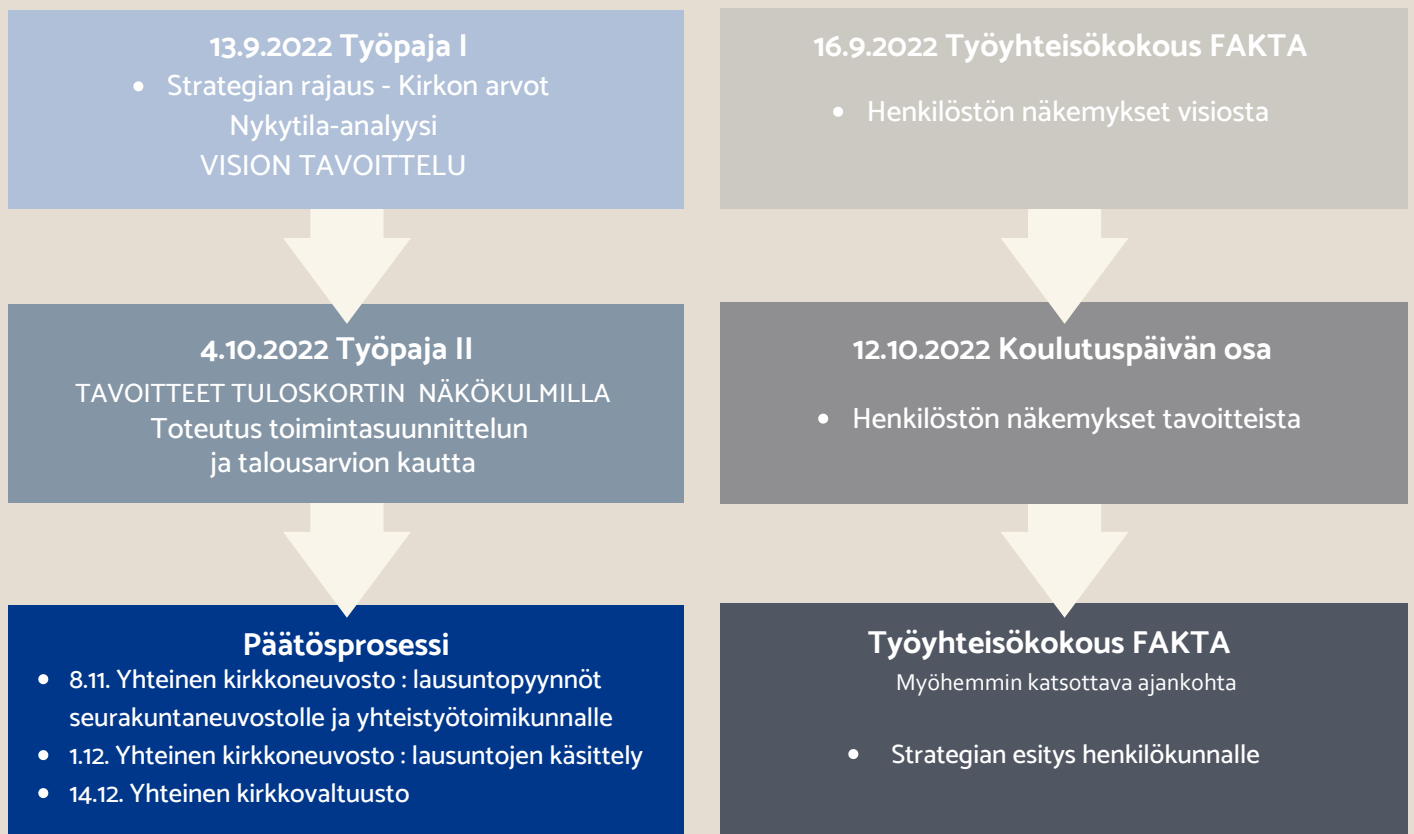 13.9.2022 Työpaja I
• Strategian rajaus - Kirkon arvot
Nykytila-analyysi
VISION TAVOITTELU
16.9.2022 Työyhteisökokous FAKTA
• Henkilöstön näkemykset visiosta
4.10.2022 Työpaja II
TAVOITTEET TULOSKORTIN NÄKÖKULMILLA
Toteutus toimintasuunnittelun
ja talousarvion kautta
12.10.2022 Koulutuspäivän osa
• Henkilöstön näkemykset tavoitteista
Päätösprosessi
• 8.11. Yhteinen kirkkoneuvosto : lausuntopyynnöt
seurakuntaneuvostolle ja yhteistyötoimikunnalle
• 1.12. Yhteinen kirkkoneuvosto : lausuntojen käsittely
• 14.12. Yhteinen kirkkovaltuusto
Työyhteisökokous FAKTA
Myöhemmin katsottava ajankohta
• Strategian esitys henkilökunnalle